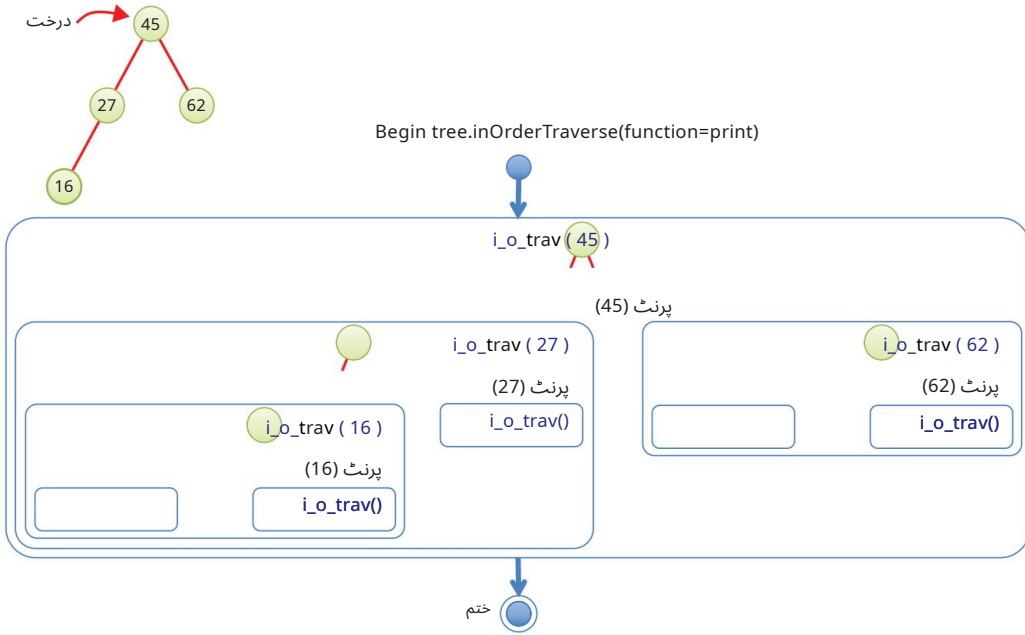 درخت
45
27
62
16
Begin tree.inOrderTraverse(function=print)
i_o_trav ( 45 )
پرنٹ (45)
i_o_trav ( 27 )
i_o_trav ( 62 )
پرنٹ (27)
پرنٹ (62)
i_o_trav()
i_o_trav()
i_o_trav ( 16 )
پرنٹ (16)
i_o_trav()
ختم